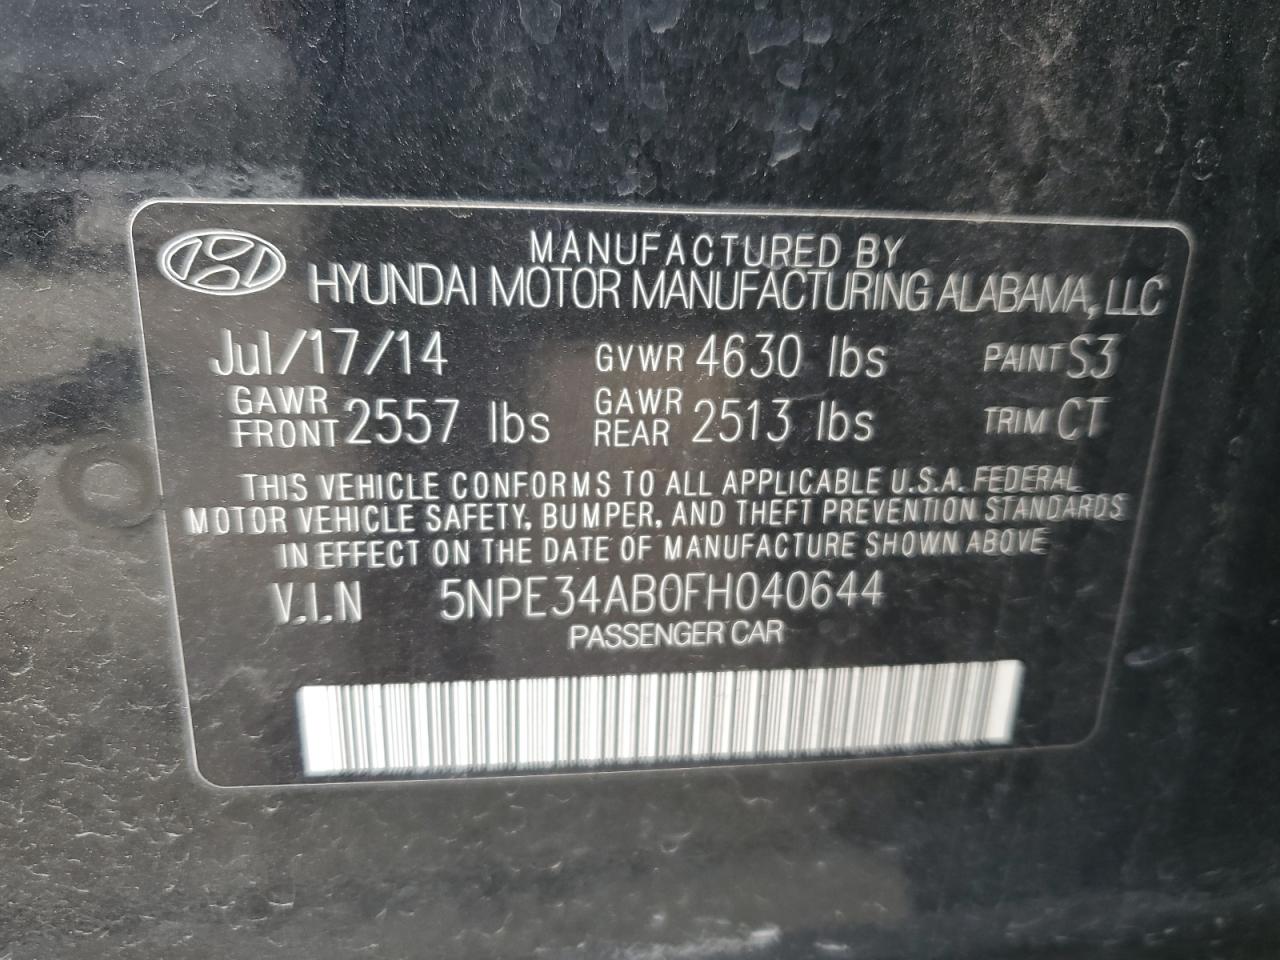 MANUFACTURED BY
HYUNDAI MOTOR MANUFACTURING ALABAMA, LLC
Jul/17/14 GVWR 4630 lbs PAINT S3
GAWR FRONT 2557 lbs GAWR REAR 2513 lbs TRIM CT
THIS VEHICLE CONFORMS TO ALL APPLICABLE U.S.A. FEDERAL
MOTOR VEHICLE SAFETY, BUMPER, AND THEFT PREVENTION STANDARDS
IN EFFECT ON THE DATE OF MANUFACTURE SHOWN ABOVE
V.I.N 5NPE34AB0FH040644
PASSENGER CAR